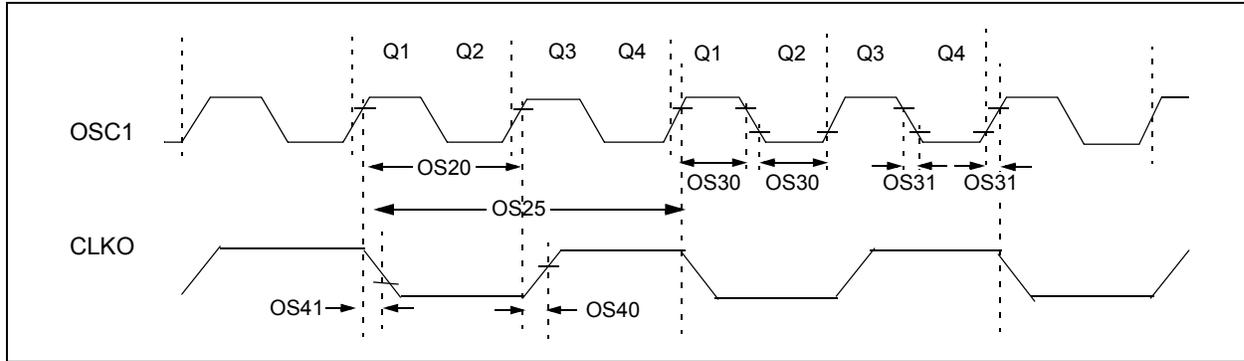 Q1 Q2 Q3 Q4 Q1 Q2 Q3 Q4
OSC1
OS20 OS30 OS30 OS31 OS31
OS25
CLKO
OS41 OS40